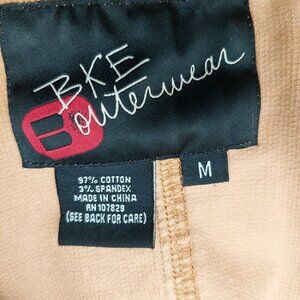 BKE
outerwear
B
97% COTTON
3% SPANDEX
MADE IN CHINA
RN 107829
(SEE BACK FOR CARE)
M